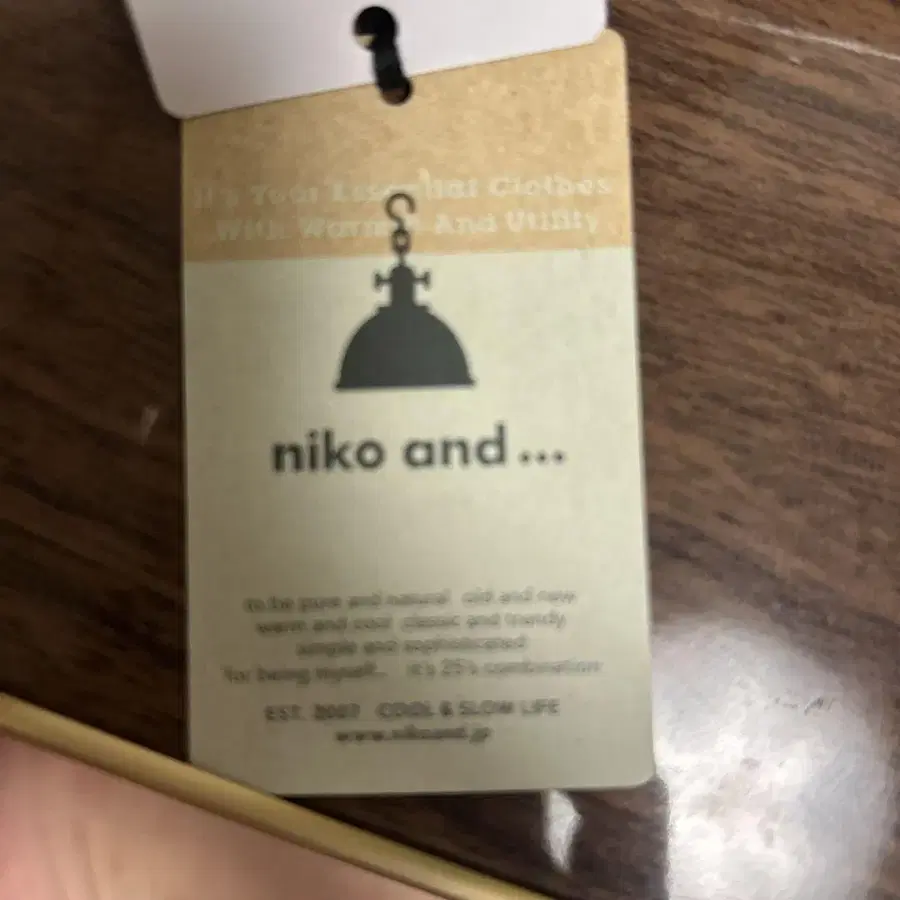 It's Your Essential Clothes
With Warmth And Utility
niko and...
to be pure and natural old and new
warm and cool classic and trendy
simple and sophisticated
for being myself... it's 25's combination
EST. 2007 COOL & SLOW LIFE
www.nikoand.jp